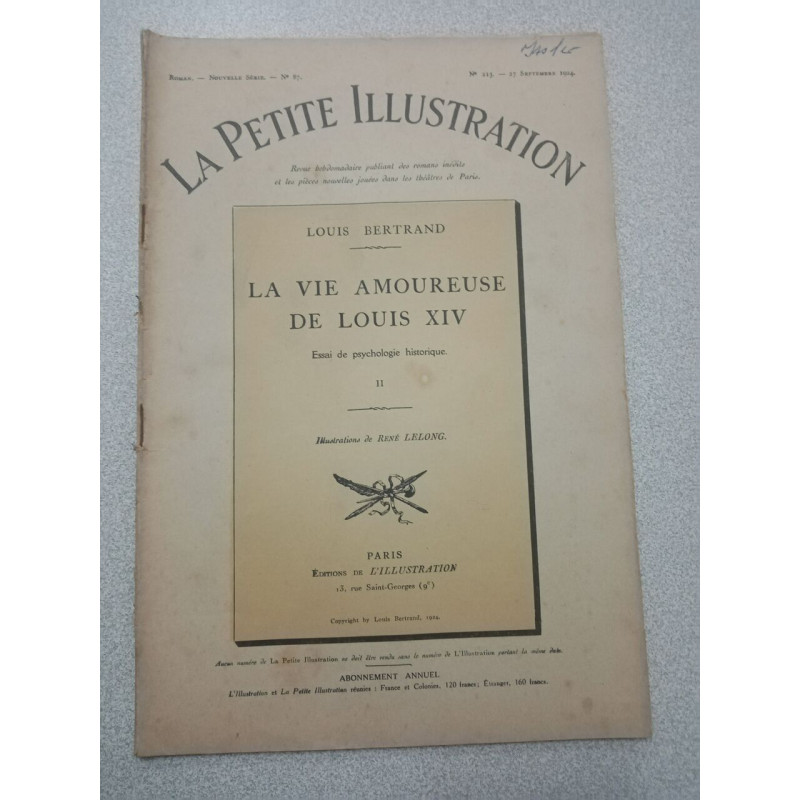 Roman. — Nouvelle Série. — N° 87.
N° 215. — 27 Septembre 1924.
LA PETITE ILLUSTRATION
Revue hebdomadaire publiant des romans inédits
et les pièces nouvelles jouées dans les théâtres de Paris.
LOUIS BERTRAND
LA VIE AMOUREUSE
DE LOUIS XIV
Essai de psychologie historique.
II
Illustrations de RENÉ LELONG.
PARIS
ÉDITIONS DE L'ILLUSTRATION
13, rue Saint-Georges (9e)
Copyright by Louis Bertrand, 1924.
Aucun numéro de La Petite Illustration ne doit être vendu sans le numéro de L'Illustration portant la même date.
ABONNEMENT ANNUEL
L'Illustration et La Petite Illustration réunies : France et Colonies, 120 francs; Étranger, 160 francs.